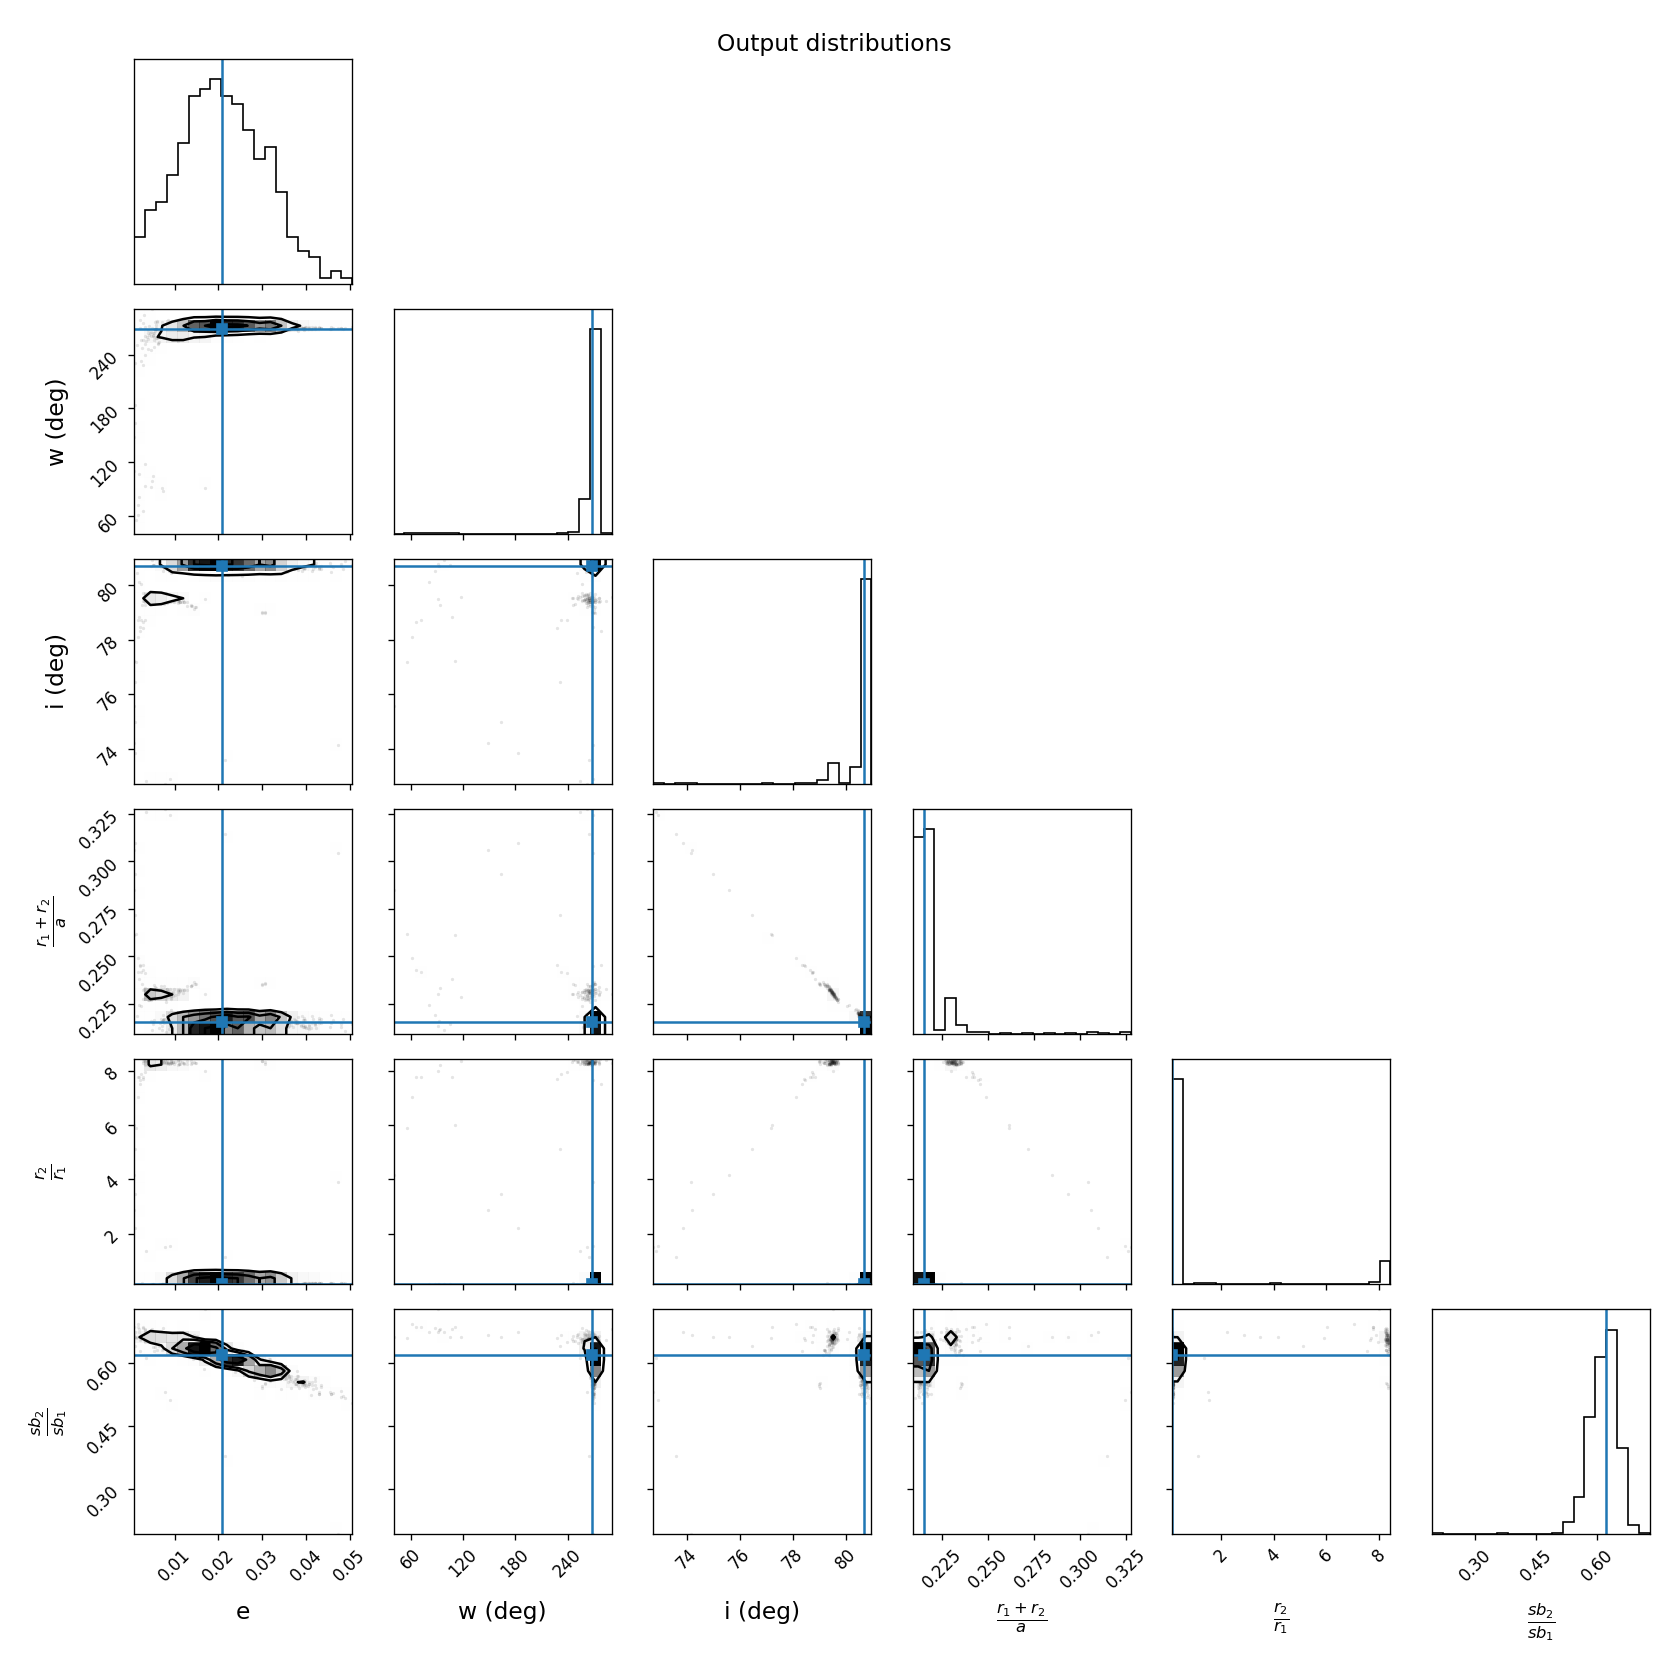 Output distributions
w (deg)
240
180
120
60
i (deg)
80
78
76
74
r₁ + r₂
a
0.325
0.300
0.275
0.250
0.225
r₂
r₁
8
6
4
2
sb₂
sb₁
0.60
0.45
0.30
0.01 0.02 0.03 0.04 0.05 60 120 180 240 74 76 78 80 0.225 0.250 0.275 0.300 0.325 2 4 6 8 0.30 0.45 0.60
e w (deg) i (deg) r₁ + r₂ r₂ sb₂
a r₁ sb₁